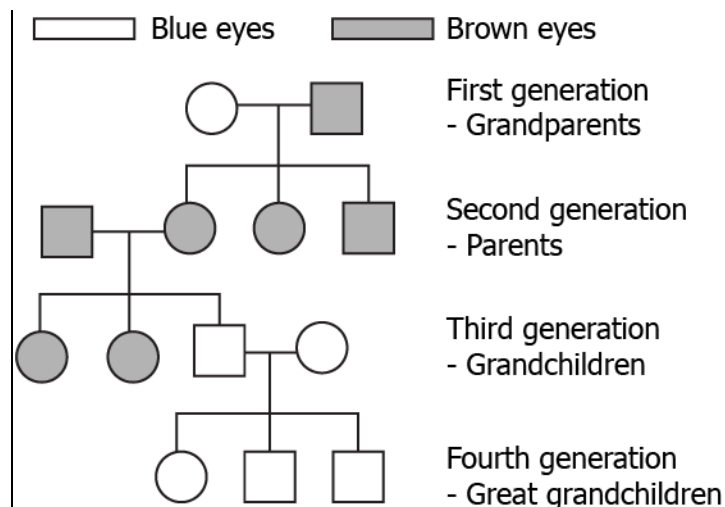 Blue eyes
Brown eyes
First generation
- Grandparents
Second generation
- Parents
Third generation
- Grandchildren
Fourth generation
- Great grandchildren